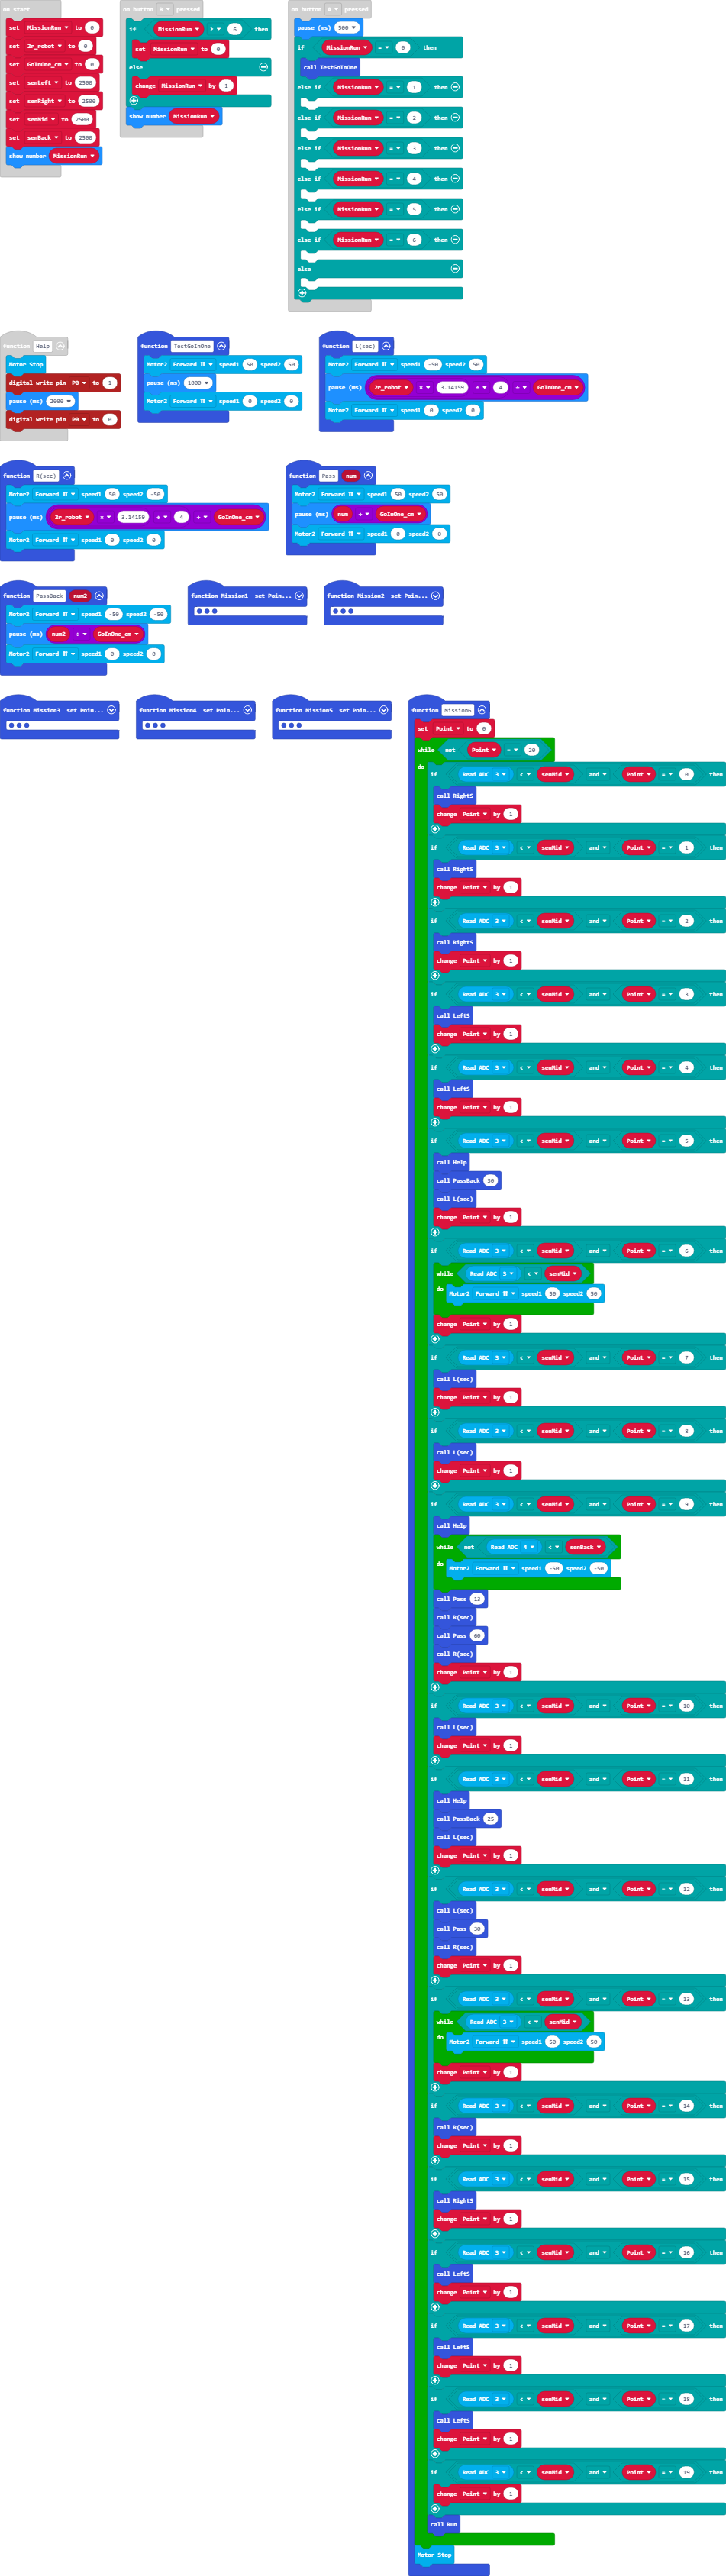 on start
set MissionRun to 0
set 2r_robot to 0
set GoInOne_cm to 0
set senLeft to 2500
set senRight to 2500
set senMid to 2500
set senBack to 2500
show number MissionRun
on button B pressed
if MissionRun ≥ 6 then
set MissionRun to 0
else
change MissionRun by 1
show number MissionRun
on button A pressed
pause (ms) 500
if MissionRun = 0 then
call TestGoInOne
else if MissionRun = 1 then
else if MissionRun = 2 then
else if MissionRun = 3 then
else if MissionRun = 4 then
else if MissionRun = 5 then
else if MissionRun = 6 then
else
function Help
Motor Stop
digital write pin P0 to 1
pause (ms) 2000
digital write pin P0 to 0
function TestGoInOne
Motor2 Forward speed1 50 speed2 50
pause (ms) 1000
Motor2 Forward speed1 0 speed2 0
function L(sec)
Motor2 Forward speed1 -50 speed2 50
pause (ms) 2r_robot × 3.14159 ÷ 4 ÷ GoInOne_cm
Motor2 Forward speed1 0 speed2 0
function R(sec)
Motor2 Forward speed1 50 speed2 -50
pause (ms) 2r_robot × 3.14159 ÷ 4 ÷ GoInOne_cm
Motor2 Forward speed1 0 speed2 0
function Pass num
Motor2 Forward speed1 50 speed2 50
pause (ms) num ÷ GoInOne_cm
Motor2 Forward speed1 0 speed2 0
function PassBack num2
Motor2 Forward speed1 -50 speed2 -50
pause (ms) num2 ÷ GoInOne_cm
Motor2 Forward speed1 0 speed2 0
function Mission1 set Poin...
function Mission2 set Poin...
function Mission3 set Poin...
function Mission4 set Poin...
function Mission5 set Poin...
function Mission6
set Point to 0
while not Point = 20
do
if Read ADC 3 < senMid and Point = 0 then
call RightS
change Point by 1
if Read ADC 3 < senMid and Point = 1 then
call RightS
change Point by 1
if Read ADC 3 < senMid and Point = 2 then
call RightS
change Point by 1
if Read ADC 3 < senMid and Point = 3 then
call LeftS
change Point by 1
if Read ADC 3 < senMid and Point = 4 then
call LeftS
change Point by 1
if Read ADC 3 < senMid and Point = 5 then
call Help
call PassBack 30
call L(sec)
change Point by 1
if Read ADC 3 < senMid and Point = 6 then
while Read ADC 3 < senMid
do Motor2 Forward speed1 50 speed2 50
change Point by 1
if Read ADC 3 < senMid and Point = 7 then
call L(sec)
change Point by 1
if Read ADC 3 < senMid and Point = 8 then
call L(sec)
change Point by 1
if Read ADC 3 < senMid and Point = 9 then
call Help
while not Read ADC 4 < senBack
do Motor2 Forward speed1 -50 speed2 -50
call Pass 13
call R(sec)
call Pass 60
call R(sec)
change Point by 1
if Read ADC 3 < senMid and Point = 10 then
call L(sec)
change Point by 1
if Read ADC 3 < senMid and Point = 11 then
call Help
call PassBack 25
call L(sec)
change Point by 1
if Read ADC 3 < senMid and Point = 12 then
call L(sec)
call Pass 30
call R(sec)
change Point by 1
if Read ADC 3 < senMid and Point = 13 then
while Read ADC 3 < senMid
do Motor2 Forward speed1 50 speed2 50
change Point by 1
if Read ADC 3 < senMid and Point = 14 then
call R(sec)
change Point by 1
if Read ADC 3 < senMid and Point = 15 then
call RightS
change Point by 1
if Read ADC 3 < senMid and Point = 16 then
call LeftS
change Point by 1
if Read ADC 3 < senMid and Point = 17 then
call LeftS
change Point by 1
if Read ADC 3 < senMid and Point = 18 then
call LeftS
change Point by 1
if Read ADC 3 < senMid and Point = 19 then
change Point by 1
call Run
Motor Stop